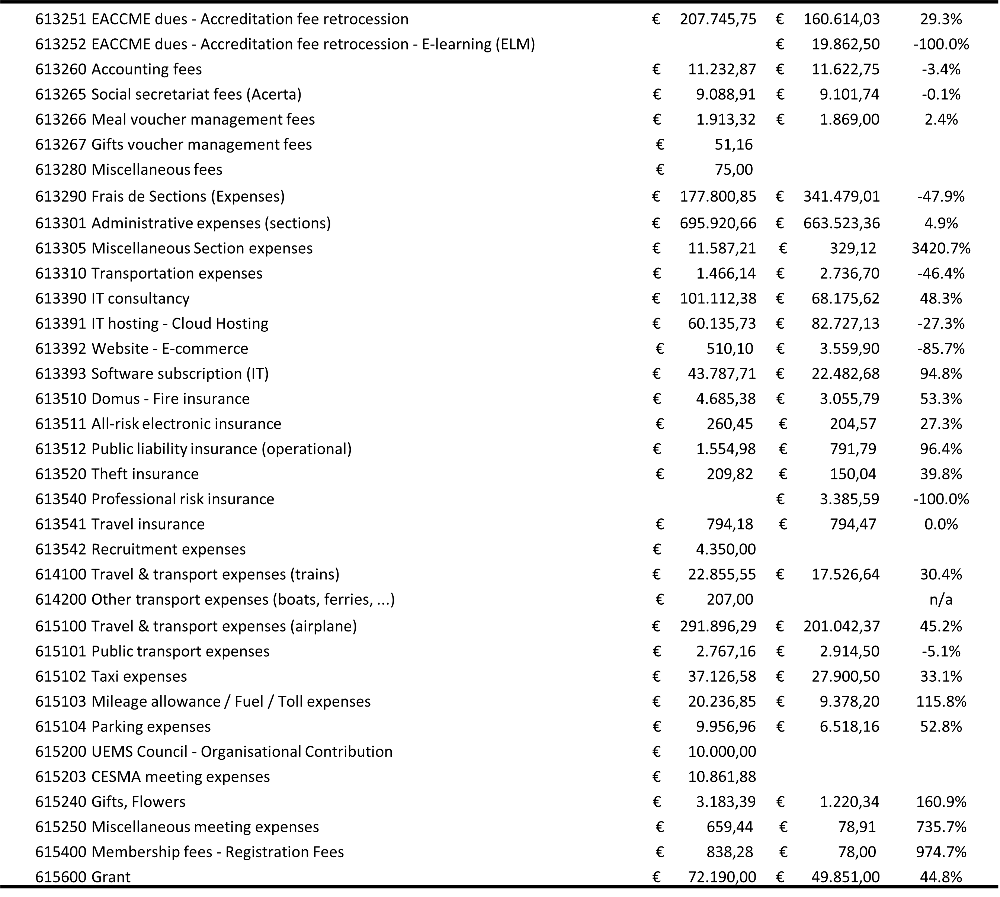 613251 EACCME dues - Accreditation fee retrocession € 207.745,75 € 160.614,03 29.3%
613252 EACCME dues - Accreditation fee retrocession - E-learning (ELM) € 19.862,50 -100.0%
613260 Accounting fees € 11.232,87 € 11.622,75 -3.4%
613265 Social secretariat fees (Acerta) € 9.088,91 € 9.101,74 -0.1%
613266 Meal voucher management fees € 1.913,32 € 1.869,00 2.4%
613267 Gifts voucher management fees € 51,16
613280 Miscellaneous fees € 75,00
613290 Frais de Sections (Expenses) € 177.800,85 € 341.479,01 -47.9%
613301 Administrative expenses (sections) € 695.920,66 € 663.523,36 4.9%
613305 Miscellaneous Section expenses € 11.587,21 € 329,12 3420.7%
613310 Transportation expenses € 1.466,14 € 2.736,70 -46.4%
613390 IT consultancy € 101.112,38 € 68.175,62 48.3%
613391 IT hosting - Cloud Hosting € 60.135,73 € 82.727,13 -27.3%
613392 Website - E-commerce € 510,10 € 3.559,90 -85.7%
613393 Software subscription (IT) € 43.787,71 € 22.482,68 94.8%
613510 Domus - Fire insurance € 4.685,38 € 3.055,79 53.3%
613511 All-risk electronic insurance € 260,45 € 204,57 27.3%
613512 Public liability insurance (operational) € 1.554,98 € 791,79 96.4%
613520 Theft insurance € 209,82 € 150,04 39.8%
613540 Professional risk insurance € 3.385,59 -100.0%
613541 Travel insurance € 794,18 € 794,47 0.0%
613542 Recruitment expenses € 4.350,00
614100 Travel & transport expenses (trains) € 22.855,55 € 17.526,64 30.4%
614200 Other transport expenses (boats, ferries, ...) € 207,00 n/a
615100 Travel & transport expenses (airplane) € 291.896,29 € 201.042,37 45.2%
615101 Public transport expenses € 2.767,16 € 2.914,50 -5.1%
615102 Taxi expenses € 37.126,58 € 27.900,50 33.1%
615103 Mileage allowance / Fuel / Toll expenses € 20.236,85 € 9.378,20 115.8%
615104 Parking expenses € 9.956,96 € 6.518,16 52.8%
615200 UEMS Council - Organisational Contribution € 10.000,00
615203 CESMA meeting expenses € 10.861,88
615240 Gifts, Flowers € 3.183,39 € 1.220,34 160.9%
615250 Miscellaneous meeting expenses € 659,44 € 78,91 735.7%
615400 Membership fees - Registration Fees € 838,28 € 78,00 974.7%
615600 Grant € 72.190,00 € 49.851,00 44.8%